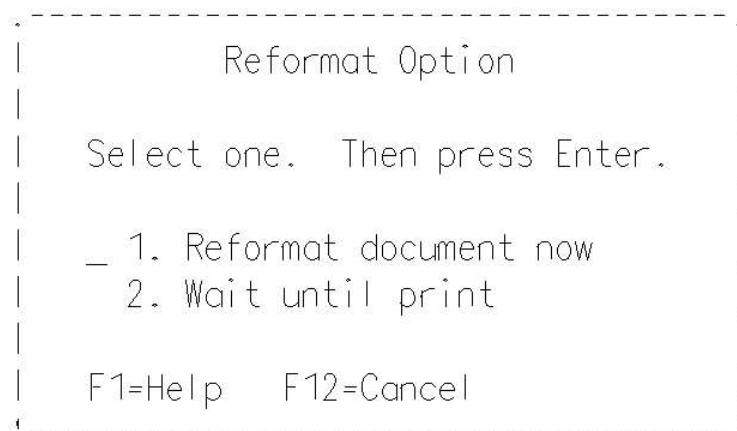 Reformat Option
Select one.  Then press Enter.
_ 1. Reformat document now
2. Wait until print
F1=Help   F12=Cancel